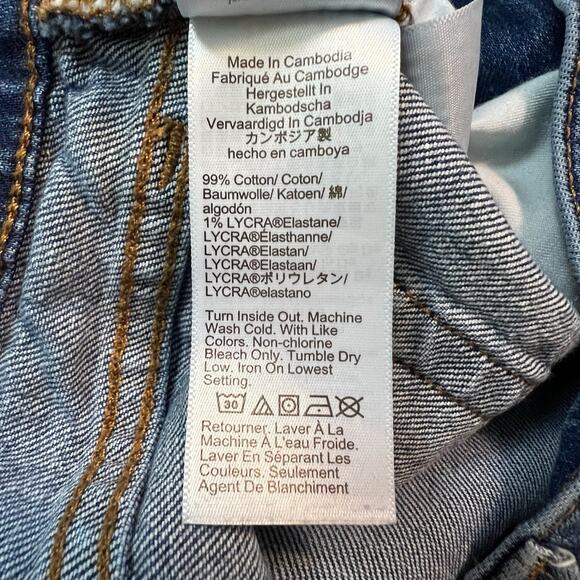 Made In Cambodia
Fabriqué Au Cambodge
Hergestellt In
Kambodscha
Vervaardigd In Cambodja
カンボジア製
hecho en camboya
99% Cotton/ Coton/
Baumwolle/ Katoen/ 綿/
algodón
1% LYCRA®Elastane/
LYCRA®Élasthanne/
LYCRA®Elastan/
LYCRA®Elastaan/
LYCRA®ポリウレタン/
LYCRA®elastano
Turn Inside Out. Machine
Wash Cold. With Like
Colors. Non-chlorine
Bleach Only. Tumble Dry
Low. Iron On Lowest
Setting.
30
Retourner. Laver À La
Machine À L'eau Froide.
Laver En Séparant Les
Couleurs. Seulement
Agent De Blanchiment